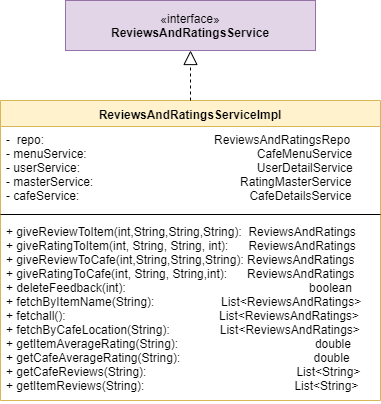 «interface»
ReviewsAndRatingsService
ReviewsAndRatingsServiceImpl
- repo: ReviewsAndRatingsRepo
- menuService: CafeMenuService
- userService: UserDetailService
- masterService: RatingMasterService
- cafeService: CafeDetailsService
+ giveReviewToItem(int,String,String,String): ReviewsAndRatings
+ giveRatingToItem(int, String, String, int): ReviewsAndRatings
+ giveReviewToCafe(int,String,String,String): ReviewsAndRatings
+ giveRatingToCafe(int, String, String,int): ReviewsAndRatings
+ deleteFeedback(int): boolean
+ fetchByItemName(String): List<ReviewsAndRatings>
+ fetchall(): List<ReviewsAndRatings>
+ fetchByCafeLocation(String): List<ReviewsAndRatings>
+ getItemAverageRating(String): double
+ getCafeAverageRating(String): double
+ getCafeReviews(String): List<String>
+ getItemReviews(String): List<String>